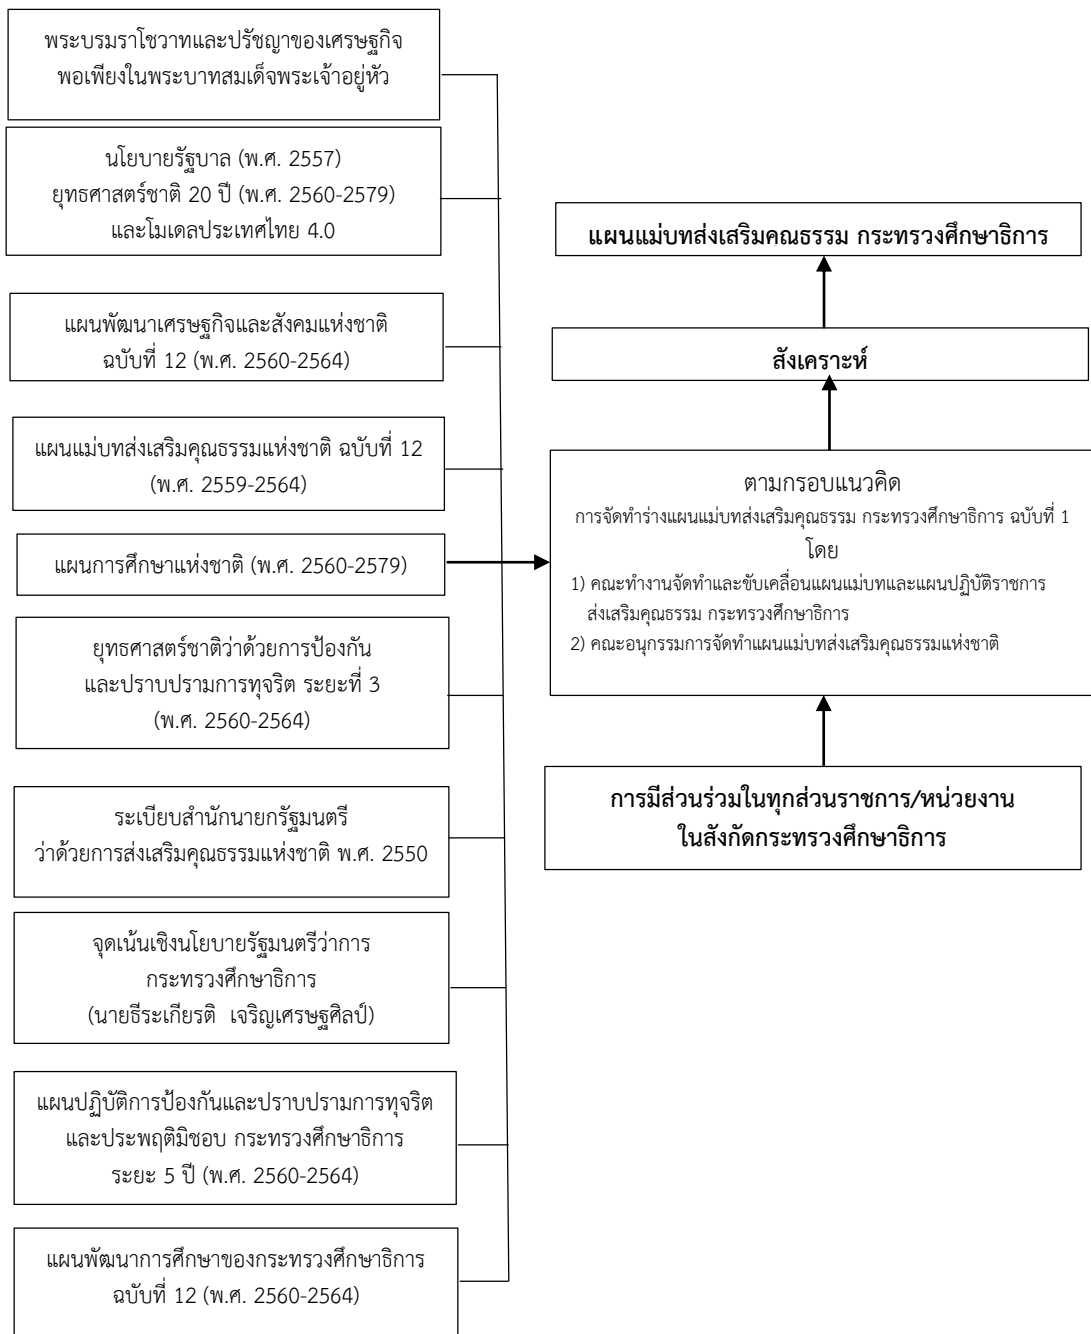 พระบรมราโชวาทและปรัชญาของเศรษฐกิจ
พอเพียงในพระบาทสมเด็จพระเจ้าอยู่หัว
นโยบายรัฐบาล (พ.ศ. 2557)
ยุทธศาสตร์ชาติ 20 ปี (พ.ศ. 2560-2579)
และโมเดลประเทศไทย 4.0
แผนพัฒนาเศรษฐกิจและสังคมแห่งชาติ
ฉบับที่ 12 (พ.ศ. 2560-2564)
แผนแม่บทส่งเสริมคุณธรรมแห่งชาติ ฉบับที่ 12
(พ.ศ. 2559-2564)
แผนการศึกษาแห่งชาติ (พ.ศ. 2560-2579)
ยุทธศาสตร์ชาติว่าด้วยการป้องกัน
และปราบปรามการทุจริต ระยะที่ 3
(พ.ศ. 2560-2564)
ระเบียบสำนักนายกรัฐมนตรี
ว่าด้วยการส่งเสริมคุณธรรมแห่งชาติ พ.ศ. 2550
จุดเน้นเชิงนโยบายรัฐมนตรีว่าการ
กระทรวงศึกษาธิการ
(นายธีระเกียรติ เจริญเศรษฐศิลป์)
แผนปฏิบัติการป้องกันและปราบปรามการทุจริต
และประพฤติมิชอบ กระทรวงศึกษาธิการ
ระยะ 5 ปี (พ.ศ. 2560-2564)
แผนพัฒนาการศึกษาของกระทรวงศึกษาธิการ
ฉบับที่ 12 (พ.ศ. 2560-2564)
แผนแม่บทส่งเสริมคณธรรม กระทรวงศึกษาธิการ
สังเคราะห์
ตามกรอบแนวคิด
การจัดทำร่างแผนแม่บทส่งเสริมคุณธรรม กระทรวงศึกษาธิการ ฉบับที่ 1
โดย
1) คณะทำงานจัดทำและขับเคลื่อนแผนแม่บทและแผนปฏิบัติราชการ
ส่งเสริมคุณธรรม กระทรวงศึกษาธิการ
2) คณะอนุกรรมการจัดทำแผนแม่บทส่งเสริมคุณธรรมแห่งชาติ
การมีส่วนร่วมในทุกส่วนราชการ/หน่วยงาน
ในสังกัดกระทรวงศึกษาธิการ